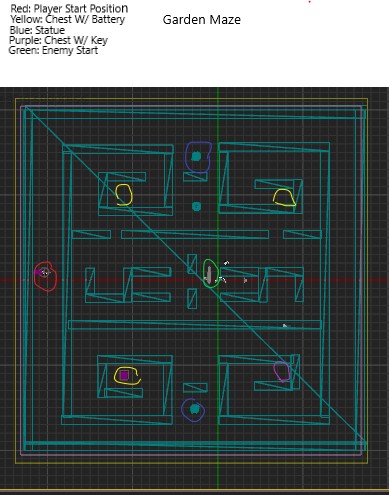 Red: Player Start Position
Yellow: Chest W/ Battery
Garden Maze
Blue: Statue
Purple: Chest W/ Key
Green: Enemy Start